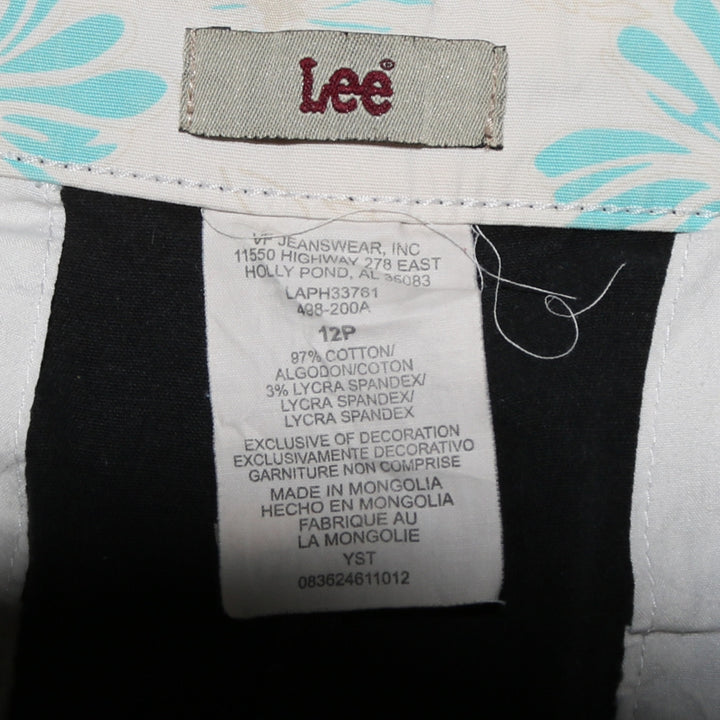 Lee®
VF JEANSWEAR, INC
11550 HIGHWAY 278 EAST
HOLLY POND, AL 35083
LAPH33761
498-200A
12P
97% COTTON/
ALGODON/COTON
3% LYCRA SPANDEX/
LYCRA SPANDEX/
LYCRA SPANDEX
EXCLUSIVE OF DECORATION
EXCLUSIVAMENTE DECORATIVO
GARNITURE NON COMPRISE
MADE IN MONGOLIA
HECHO EN MONGOLIA
FABRIQUE AU
LA MONGOLIE
YST
083624611012